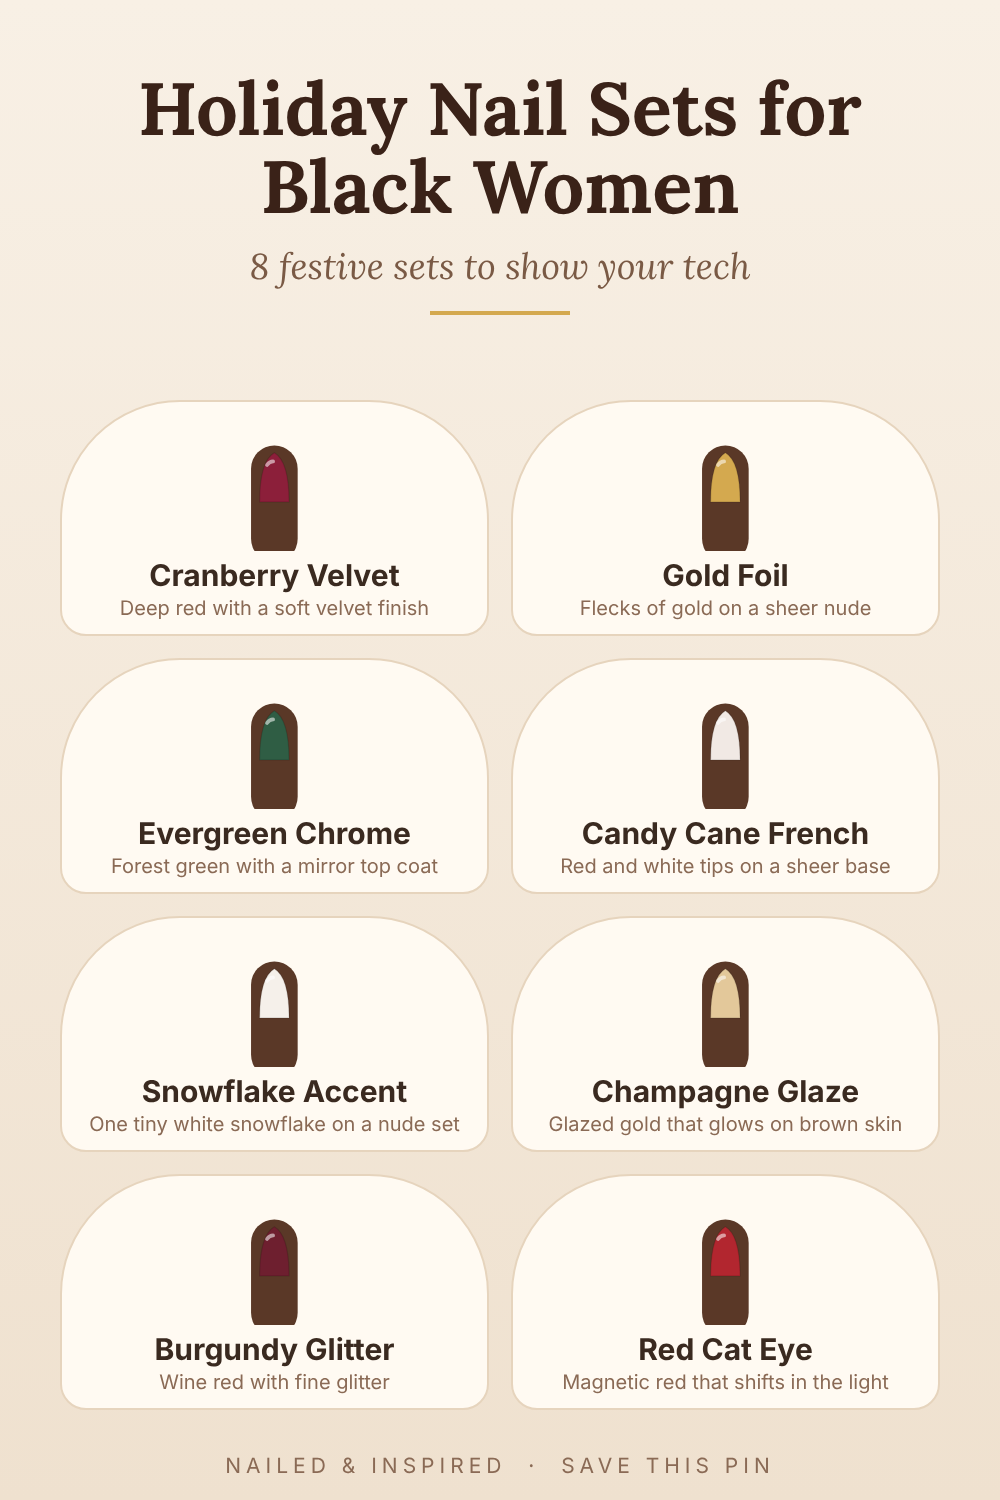 Holiday Nail Sets for
Black Women
8 festive sets to show your tech
Cranberry Velvet
Deep red with a soft velvet finish
Gold Foil
Flecks of gold on a sheer nude
Evergreen Chrome
Forest green with a mirror top coat
Candy Cane French
Red and white tips on a sheer base
Snowflake Accent
One tiny white snowflake on a nude set
Champagne Glaze
Glazed gold that glows on brown skin
Burgundy Glitter
Wine red with fine glitter
Red Cat Eye
Magnetic red that shifts in the light
NAILED & INSPIRED · SAVE THIS PIN